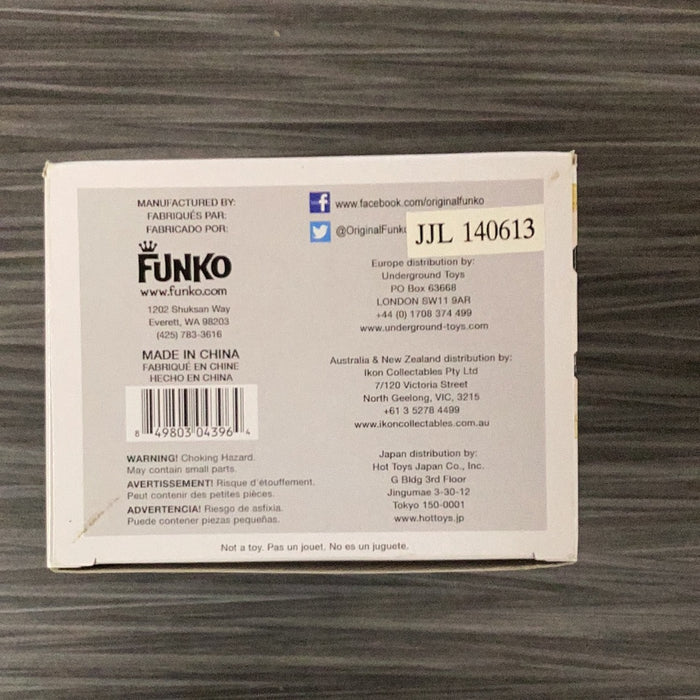 MANUFACTURED BY:
FABRIQUÉS PAR:
FABRICADO POR:
FUNKO
www.funko.com
1202 Shuksan Way
Everett, WA 98203
(425) 783-3616
MADE IN CHINA
FABRIQUÉ EN CHINE
HECHO EN CHINA
8 49803 04396 4
WARNING! Choking Hazard.
May contain small parts.
AVERTISSEMENT! Risque d'étouffement.
Peut contenir des petites pièces.
ADVERTENCIA! Riesgo de asfixia.
Puede contener piezas pequeñas.
f www.facebook.com/originalfunko
@OriginalFunko
JJL 140613
Europe distribution by:
Underground Toys
PO Box 63668
LONDON SW11 9AR
+44 (0) 1708 374 499
www.underground-toys.com
Australia & New Zealand distribution by:
Ikon Collectables Pty Ltd
7/120 Victoria Street
North Geelong, VIC, 3215
+61 3 5278 4499
www.ikoncollectables.com.au
Japan distribution by:
Hot Toys Japan Co., Inc.
G Bldg 3rd Floor
Jingumae 3-30-12
Tokyo 150-0001
www.hottoys.jp
Not a toy. Pas un jouet. No es un juguete.